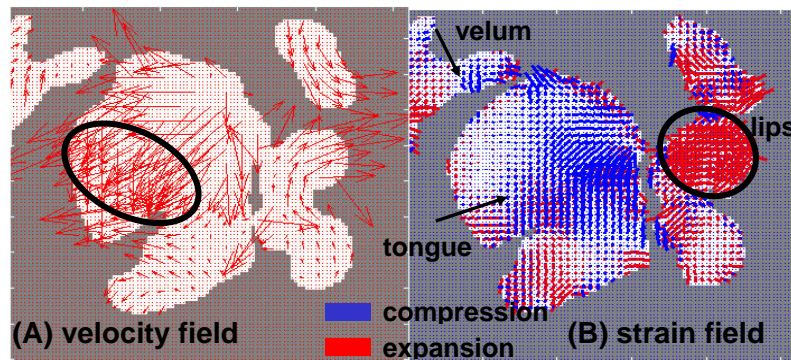 velum
lips
tongue
compression
(A) velocity field
(B) strain field
expansion